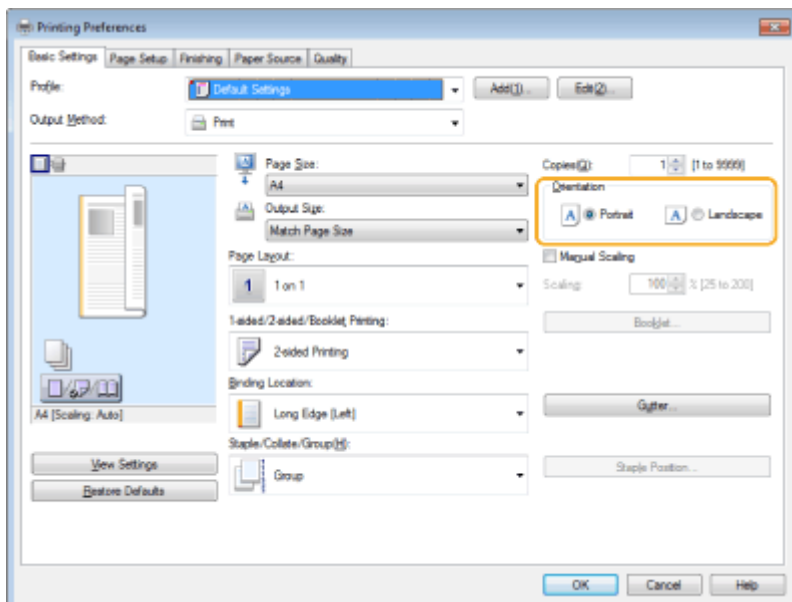 Printing Preferences
Basic Settings Page Setup Finishing Paper Source Quality
Profile: Default Settings Add(1)... Edit(2)...
Output Method: Print
Page Size: Copies(Q): 1 [1 to 9999]
A4 Orientation
Output Size: A Portrait A Landscape
Match Page Size
Page Layout: Manual Scaling
1 1 on 1 Scaling: 100 % [25 to 200]
1-sided/2-sided/Booklet Printing: Booklet...
2-sided Printing
Binding Location:
A4 [Scaling: Auto] Long Edge (Left) Gutter...
Staple/Collate/Group(H):
View Settings Group Staple Position...
Restore Defaults
OK Cancel Help